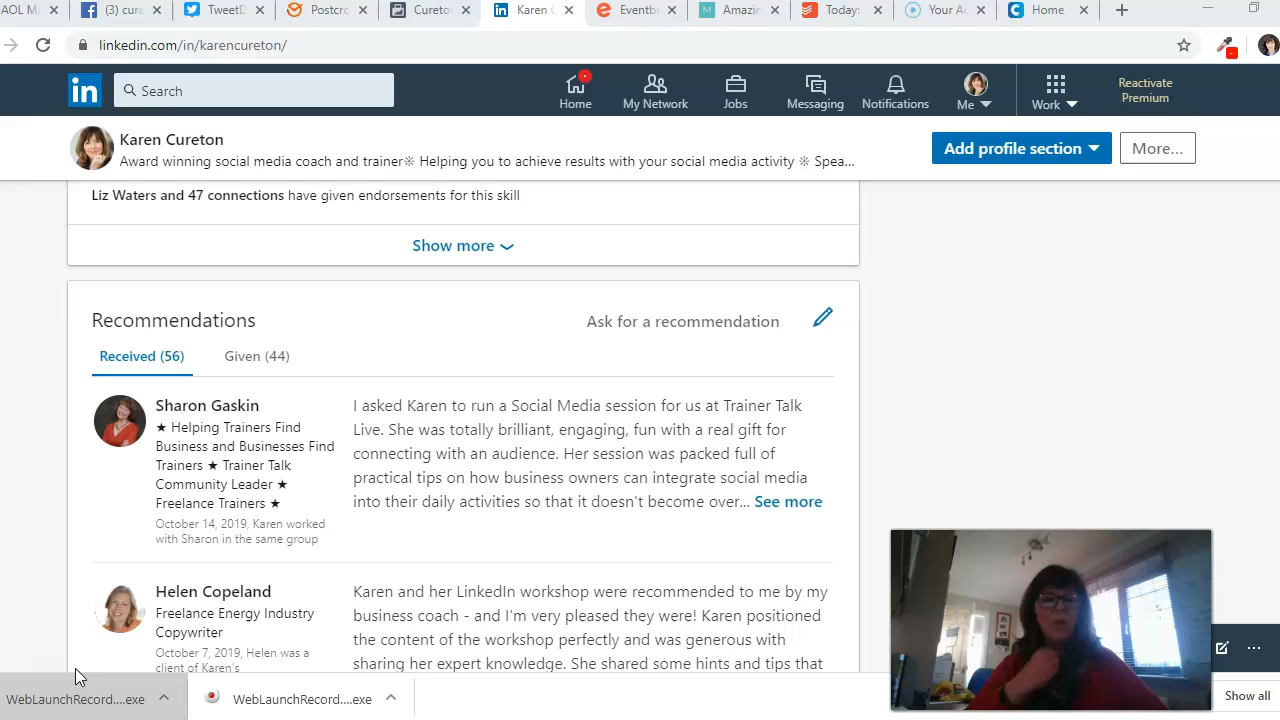 AOL M
(3) cure
TweetD
Postcro
Cureto
Karen C
Eventb
Amazin
Today:
Your A
Home
linkedin.com/in/karencureton/
in
Search
Home
My Network
Jobs
Messaging
Notifications
Me
Work
Reactivate
Premium
Karen Cureton
Award winning social media coach and trainer※ Helping you to achieve results with your social media activity ※ Spea...
Add profile section
More...
Liz Waters and 47 connections have given endorsements for this skill
Show more
Recommendations
Ask for a recommendation
Received (56)
Given (44)
Sharon Gaskin
★ Helping Trainers Find
Business and Businesses Find
Trainers ★ Trainer Talk
Community Leader ★
Freelance Trainers ★
October 14, 2019, Karen worked
with Sharon in the same group
I asked Karen to run a Social Media session for us at Trainer Talk
Live. She was totally brilliant, engaging, fun with a real gift for
connecting with an audience. Her session was packed full of
practical tips on how business owners can integrate social media
into their daily activities so that it doesn't become over... See more
Helen Copeland
Freelance Energy Industry
Copywriter
October 7, 2019, Helen was a
client of Karen's
Karen and her LinkedIn workshop were recommended to me by my
business coach - and I'm very pleased they were! Karen positioned
the content of the workshop perfectly and was generous with
sharing her expert knowledge. She shared some hints and tips that
WebLaunchRecord....exe
WebLaunchRecord....exe
Show all